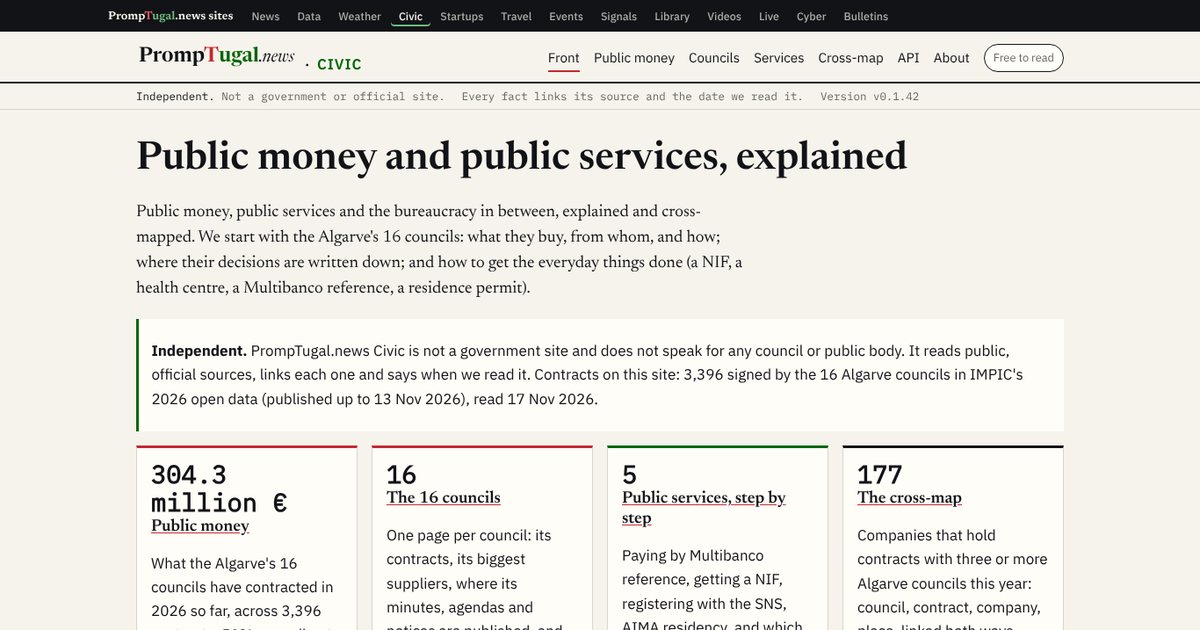 PrompTugal.news sites News Data Weather Civic Startups Travel Events Signals Library Videos Live Cyber Bulletins
PrompTugal.news · CIVIC Front Public money Councils Services Cross-map API About Free to read
Independent. Not a government or official site. Every fact links its source and the date we read it. Version v0.1.42
Public money and public services, explained
Public money, public services and the bureaucracy in between, explained and cross-
mapped. We start with the Algarve's 16 councils: what they buy, from whom, and how;
where their decisions are written down; and how to get the everyday things done (a NIF, a
health centre, a Multibanco reference, a residence permit).
Independent. PrompTugal.news Civic is not a government site and does not speak for any council or public body. It reads public,
official sources, links each one and says when we read it. Contracts on this site: 3,396 signed by the 16 Algarve councils in IMPIC's
2026 open data (published up to 13 Nov 2026), read 17 Nov 2026.
304.3
million €
Public money
What the Algarve's 16
councils have contracted in
2026 so far, across 3,396
16
The 16 councils
One page per council: its
contracts, its biggest
suppliers, where its
minutes, agendas and
5
Public services, step by
step
Paying by Multibanco
reference, getting a NIF,
registering with the SNS,
AIMA residency, and which
177
The cross-map
Companies that hold
contracts with three or more
Algarve councils this year:
council, contract, company,